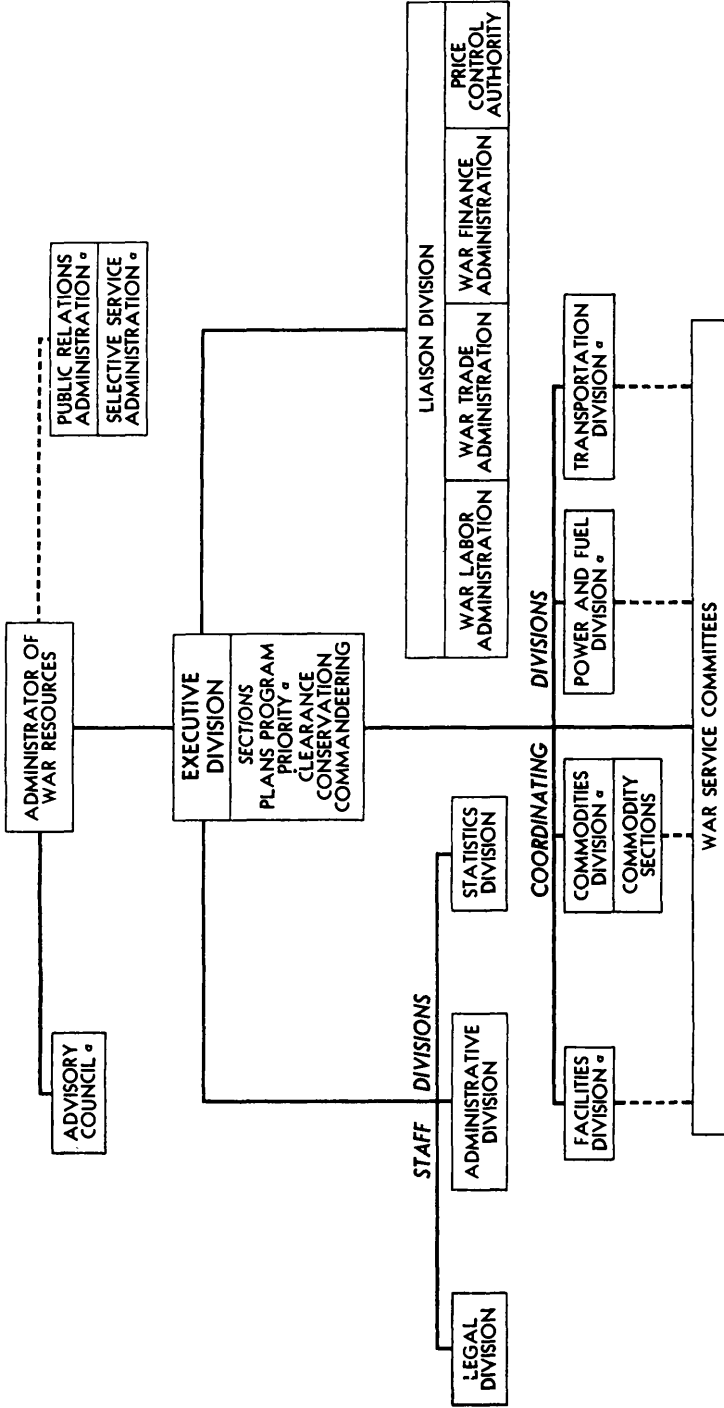 ADMINISTRATOR OF
WAR RESOURCES
ADVISORY
COUNCIL a
PUBLIC RELATIONS
ADMINISTRATION a
SELECTIVE SERVICE
ADMINISTRATION a
EXECUTIVE
DIVISION
SECTIONS
PLANS PROGRAM
PRIORITY a
CLEARANCE
CONSERVATION
COMMANDEERING
STAFF DIVISIONS
LEGAL
DIVISION
ADMINISTRATIVE
DIVISION
STATISTICS
DIVISION
LIAISON DIVISION
WAR LABOR
ADMINISTRATION
WAR TRADE
ADMINISTRATION
WAR FINANCE
ADMINISTRATION
PRICE
CONTROL
AUTHORITY
COORDINATING DIVISIONS
FACILITIES
DIVISION a
COMMODITIES
DIVISION a
COMMODITY
SECTIONS
POWER AND FUEL
DIVISION a
TRANSPORTATION
DIVISION a
WAR SERVICE COMMITTEES